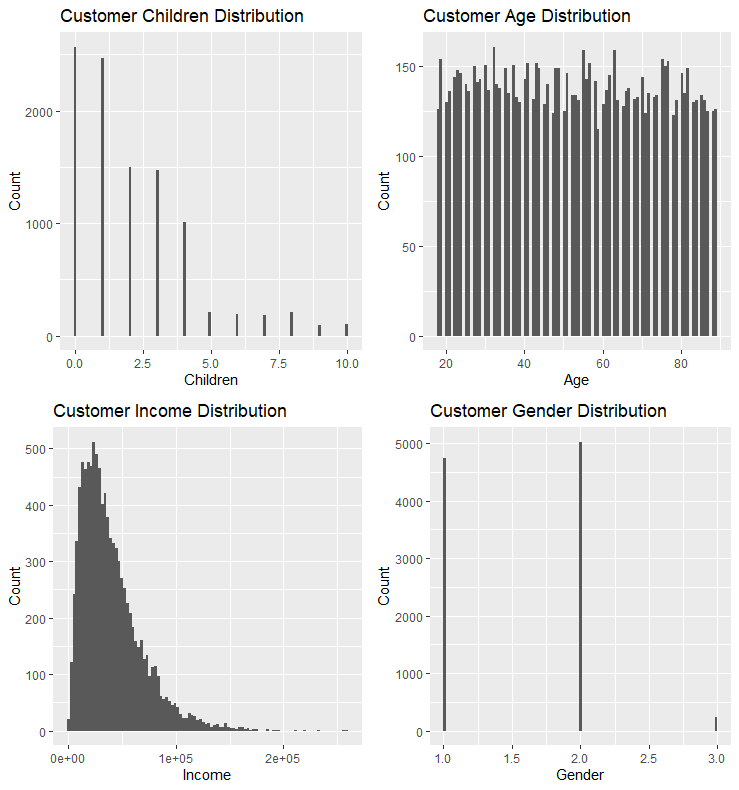 Customer Children Distribution
Count
2000
1000
0
0.0 2.5 5.0 7.5 10.0
Children
Customer Age Distribution
Count
150
100
50
0
20 40 60 80
Age
Customer Income Distribution
Count
500
400
300
200
100
0
0e+00 1e+05 2e+05
Income
Customer Gender Distribution
Count
5000
4000
3000
2000
1000
0
1.0 1.5 2.0 2.5 3.0
Gender